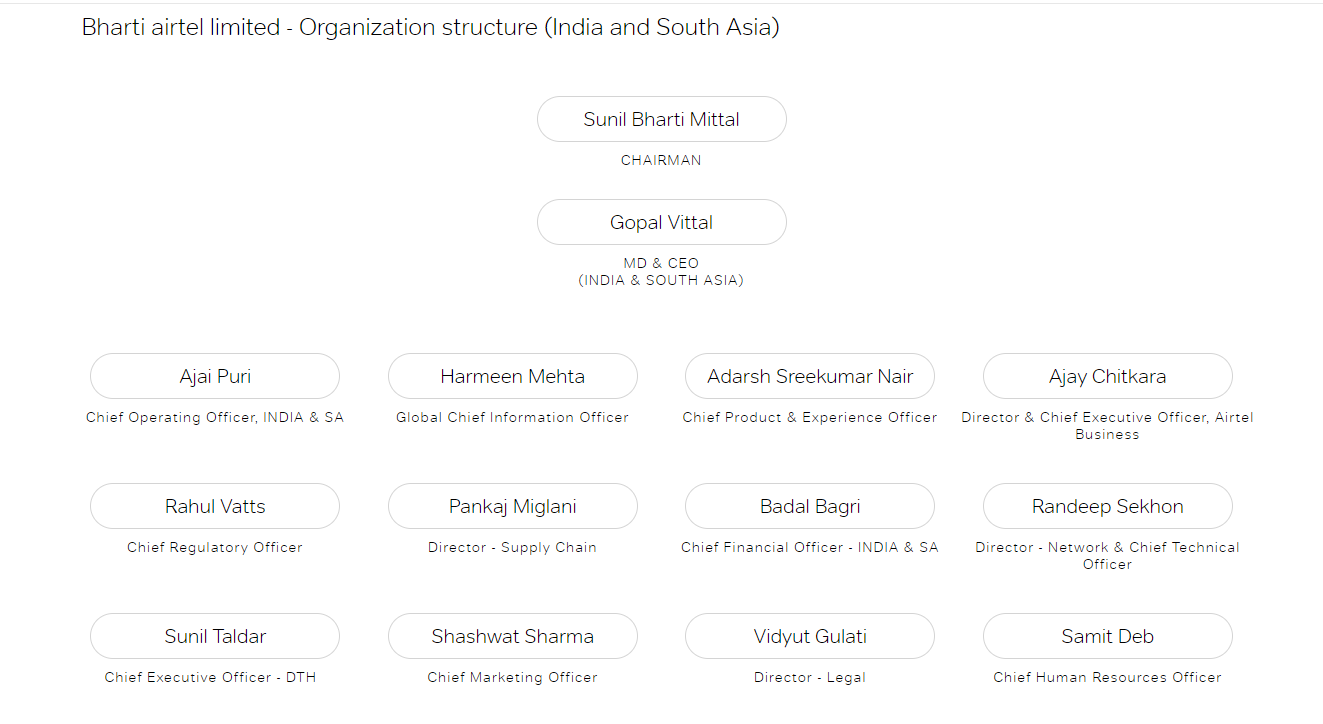 Bharti airtel limited - Organization structure (India and South Asia)
Sunil Bharti Mittal
CHAIRMAN
Gopal Vittal
MD & CEO
(INDIA & SOUTH ASIA)
Ajai Puri
Chief Operating Officer, INDIA & SA
Harmeen Mehta
Global Chief Information Officer
Adarsh Sreekumar Nair
Chief Product & Experience Officer
Ajay Chitkara
Director & Chief Executive Officer, Airtel
Business
Rahul Vatts
Chief Regulatory Officer
Pankaj Miglani
Director - Supply Chain
Badal Bagri
Chief Financial Officer - INDIA & SA
Randeep Sekhon
Director - Network & Chief Technical
Officer
Sunil Taldar
Chief Executive Officer - DTH
Shashwat Sharma
Chief Marketing Officer
Vidyut Gulati
Director - Legal
Samit Deb
Chief Human Resources Officer